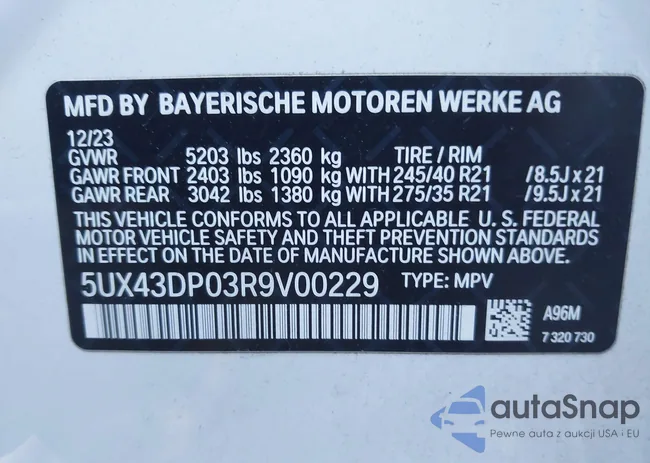 MFD BY BAYERISCHE MOTOREN WERKE AG
12/23
GVWR 5203 lbs 2360 kg TIRE / RIM
GAWR FRONT 2403 lbs 1090 kg WITH 245/40 R21 /8.5J x 21
GAWR REAR 3042 lbs 1380 kg WITH 275/35 R21 /9.5J x 21
THIS VEHICLE CONFORMS TO ALL APPLICABLE U. S. FEDERAL
MOTOR VEHICLE SAFETY AND THEFT PREVENTION STANDARDS
IN EFFECT ON THE DATE OF MANUFACTURE SHOWN ABOVE.
5UX43DP03R9V00229 TYPE: MPV
A96M
7 320 730
autoSnap
Pewne auta z aukcji USA i EU